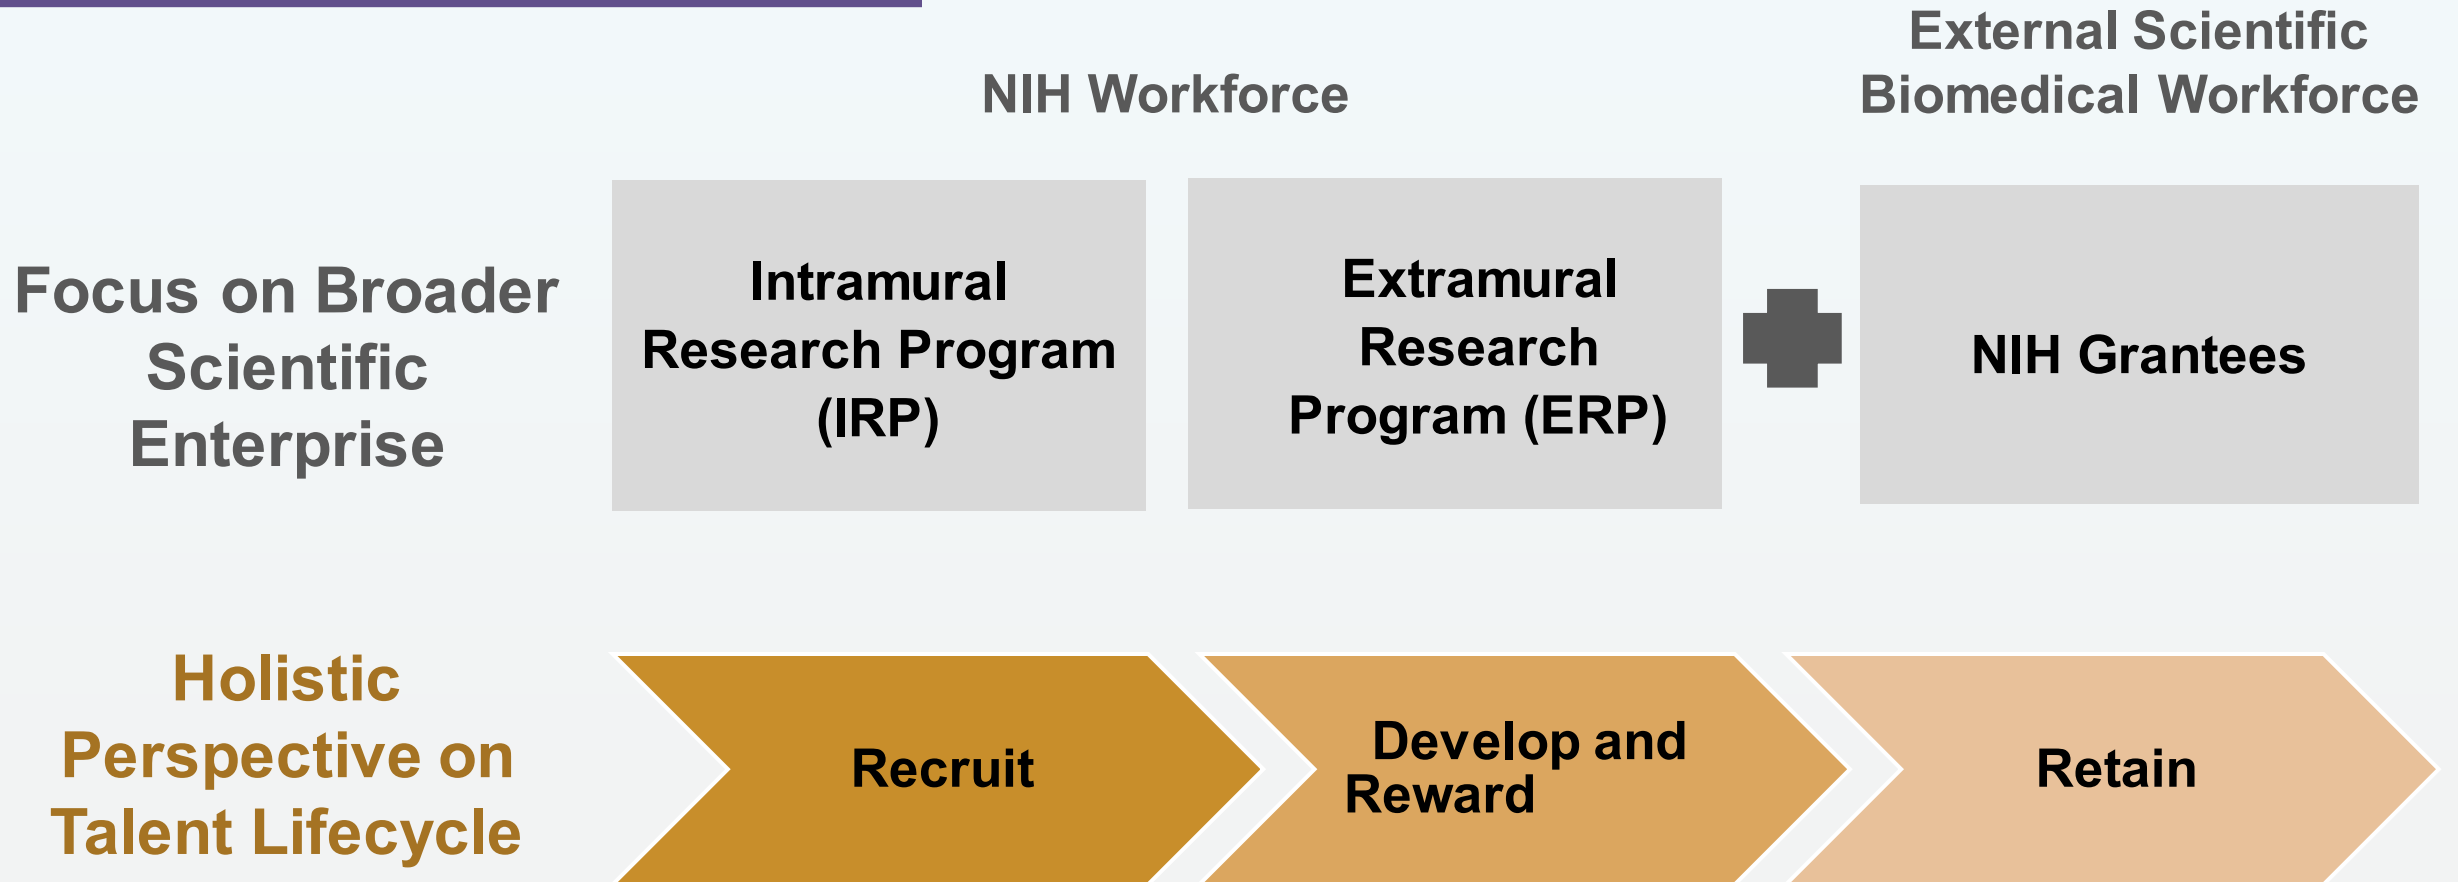 External Scientific
Biomedical Workforce
NIH Workforce
Focus on Broader
Scientific
Enterprise
Intramural
Research Program
(IRP)
Extramural
Research
Program (ERP)
NIH Grantees
Holistic
Perspective on
Talent Lifecycle
Recruit
Develop and
Reward
Retain